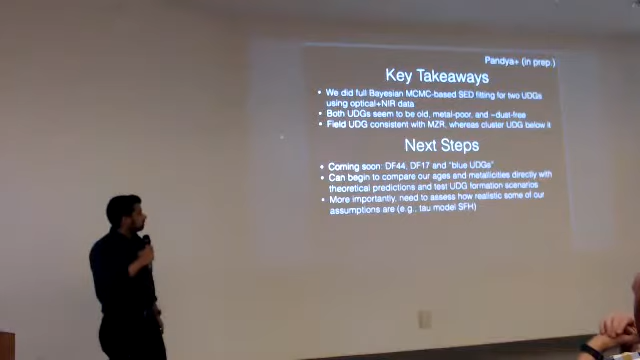 Pandya+ (in prep.)
Key Takeaways
• We did full Bayesian MCMC-based SED fitting for two UDGs
using optical+NIR data
• Both UDGs seem to be old, metal-poor, and ~dust-free
• Field UDG consistent with MZR, whereas cluster UDG below it
Next Steps
• Coming soon: DF44, DF17 and "blue UDGs"
• Can begin to compare our ages and metallicities directly with
theoretical predictions and test UDG formation scenarios
• More importantly, need to assess how realistic some of our
assumptions are (e.g., tau model SFH)